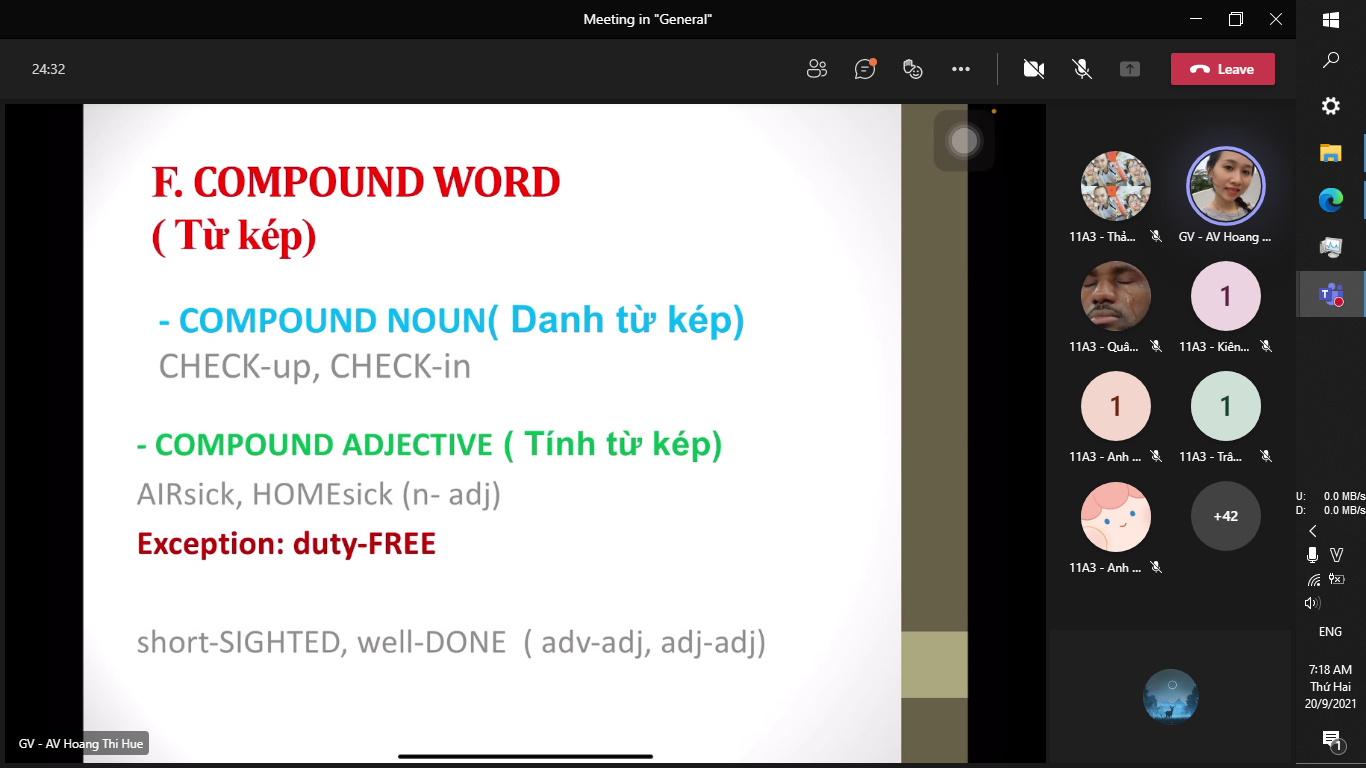 Meeting in "General"
24:32
Leave
F. COMPOUND WORD
( Từ kép)
- COMPOUND NOUN( Danh từ kép)
CHECK-up, CHECK-in
- COMPOUND ADJECTIVE ( Tính từ kép)
AIRsick, HOMEsick (n- adj)
Exception: duty-FREE
short-SIGHTED, well-DONE ( adv-adj, adj-adj)
GV - AV Hoang Thi Hue
11A3 - Thả...
GV - AV Hoang ...
11A3 - Quâ...
1
11A3 - Kiên...
1
11A3 - Anh ...
1
11A3 - Trâ...
11A3 - Anh ...
+42
U: 0.0 MB/s
D: 0.0 MB/s
ENG
7:18 AM
Thứ Hai
20/9/2021
1